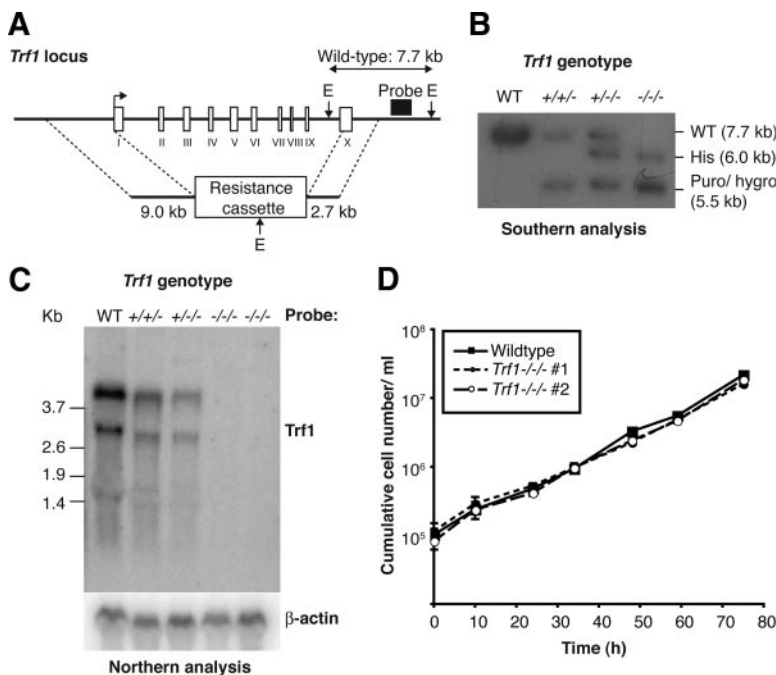 A
Trf1 locus
Wild-type: 7.7 kb
E
Probe
E
I
II
III
IV
V
VI
VII
VIII
IX
X
9.0 kb
Resistance
cassette
2.7 kb
E
B
Trf1 genotype
WT
+/+/-
+/-/-
-/-/-
WT (7.7 kb)
His (6.0 kb)
Puro/ hygro
(5.5 kb)
Southern analysis
C
Trf1 genotype
Kb
WT
+/+/-
+/-/-
-/-/-
-/-/-
Probe:
3.7
2.6
1.9
1.4
Trf1
β-actin
Northern analysis
D
Cumulative cell number/ ml
10^8
10^7
10^6
10^5
Wildtype
Trf1-/-/- #1
Trf1-/-/- #2
0 10 20 30 40 50 60 70 80
Time (h)